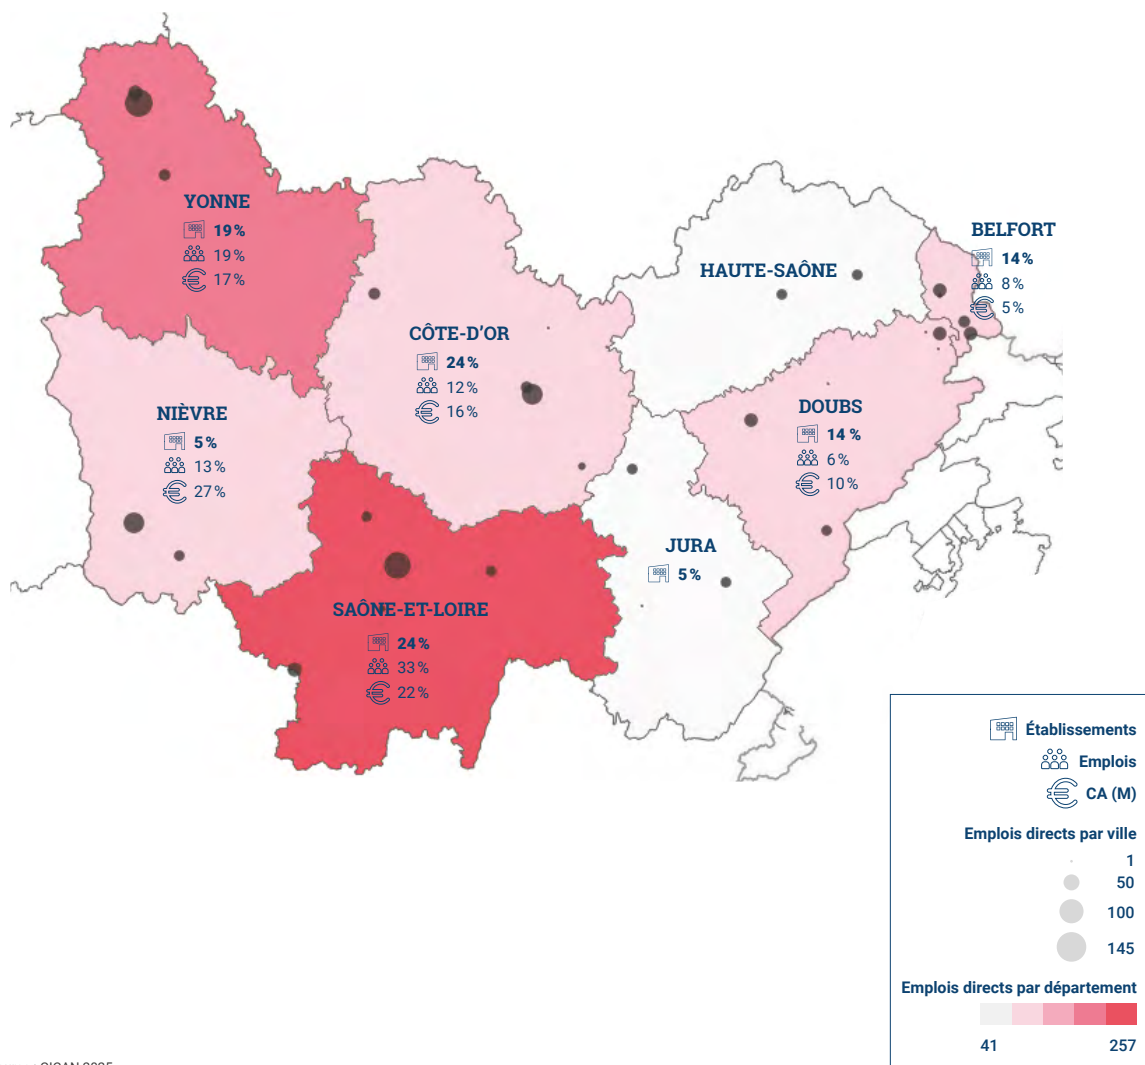 YONNE
19%
19%
17%
BELFORT
14%
8%
5%
HAUTE-SAÔNE
CÔTE-D'OR
24%
12%
16%
NIÈVRE
5%
13%
27%
DOUBS
14%
6%
10%
JURA
5%
SAÔNE-ET-LOIRE
24%
33%
22%
Établissements
Emplois
CA (M)
Emplois directs par ville
1
50
100
145
Emplois directs par département
41 257